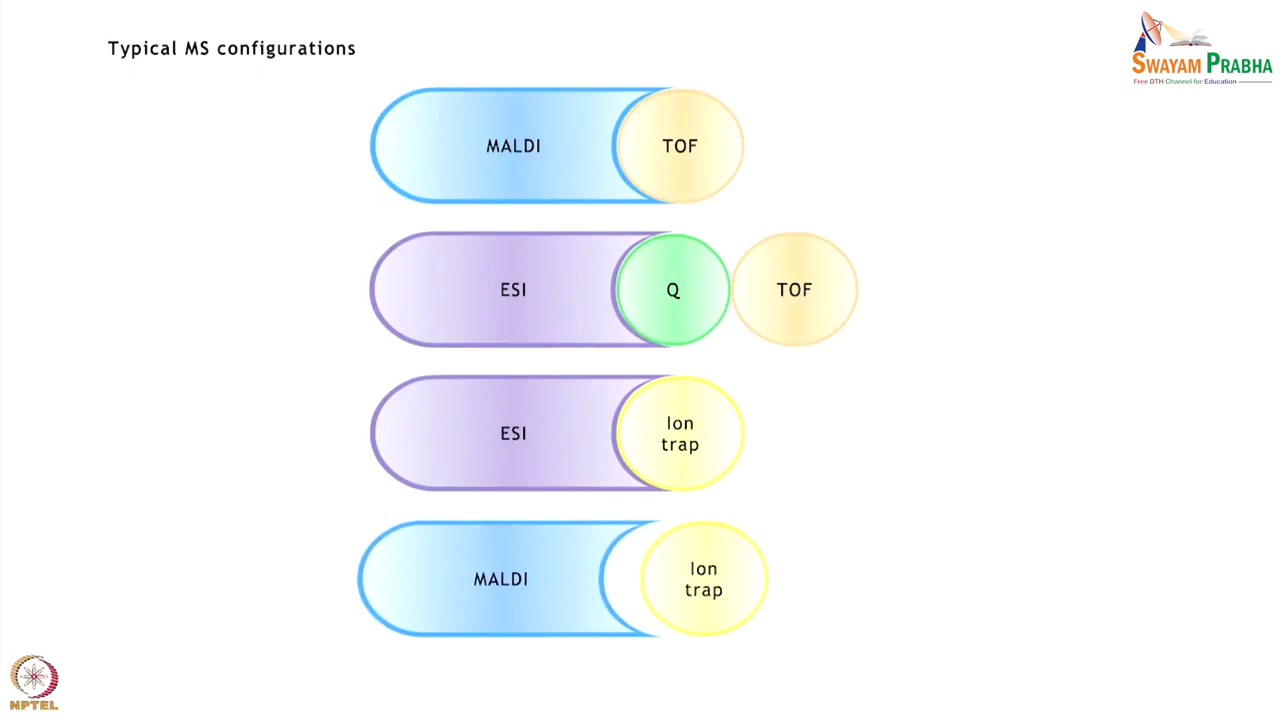 Typical MS configurations
SWAYAM PRABHA
Free DTH Channel for Education
MALDI
TOF
ESI
Q
TOF
ESI
Ion
trap
MALDI
Ion
trap
NPTEL